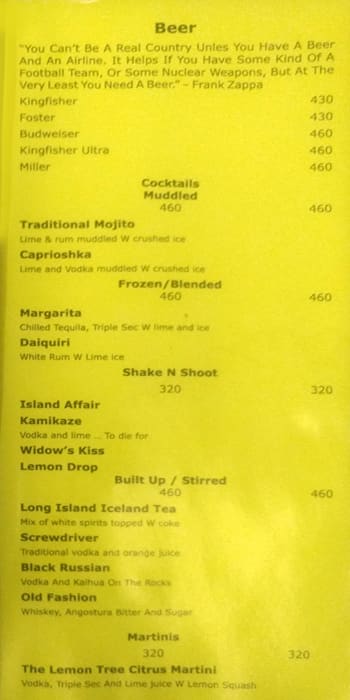 Beer
"You Can't Be A Real Country Unles You Have A Beer
And An Airline. It Helps If You Have Some Kind Of A
Football Team, Or Some Nuclear Weapons, But At The
Very Least You Need A Beer." - Frank Zappa
Kingfisher 430
Foster 430
Budweiser 460
Kingfisher Ultra 460
Miller 460
Cocktails
Muddled
460 460
Traditional Mojito
Lime & rum muddled W crushed ice
Caprioshka
Lime and Vodka muddled W crushed ice
Frozen/Blended
460 460
Margarita
Chilled Tequila, Triple Sec W lime and ice
Daiquiri
White Rum W Lime ice
Shake N Shoot
320 320
Island Affair
Kamikaze
Vodka and lime ... To die for
Widow's Kiss
Lemon Drop
Built Up / Stirred
460 460
Long Island Iceland Tea
Mix of white spirits topped W coke
Screwdriver
Traditional vodka and orange juice
Black Russian
Vodka And Kalhua On The Rocks
Old Fashion
Whiskey, Angostura Bitter And Sugar
Martinis
320 320
The Lemon Tree Citrus Martini
Vodka, Triple Sec And Lime Juice W Lemon Squash